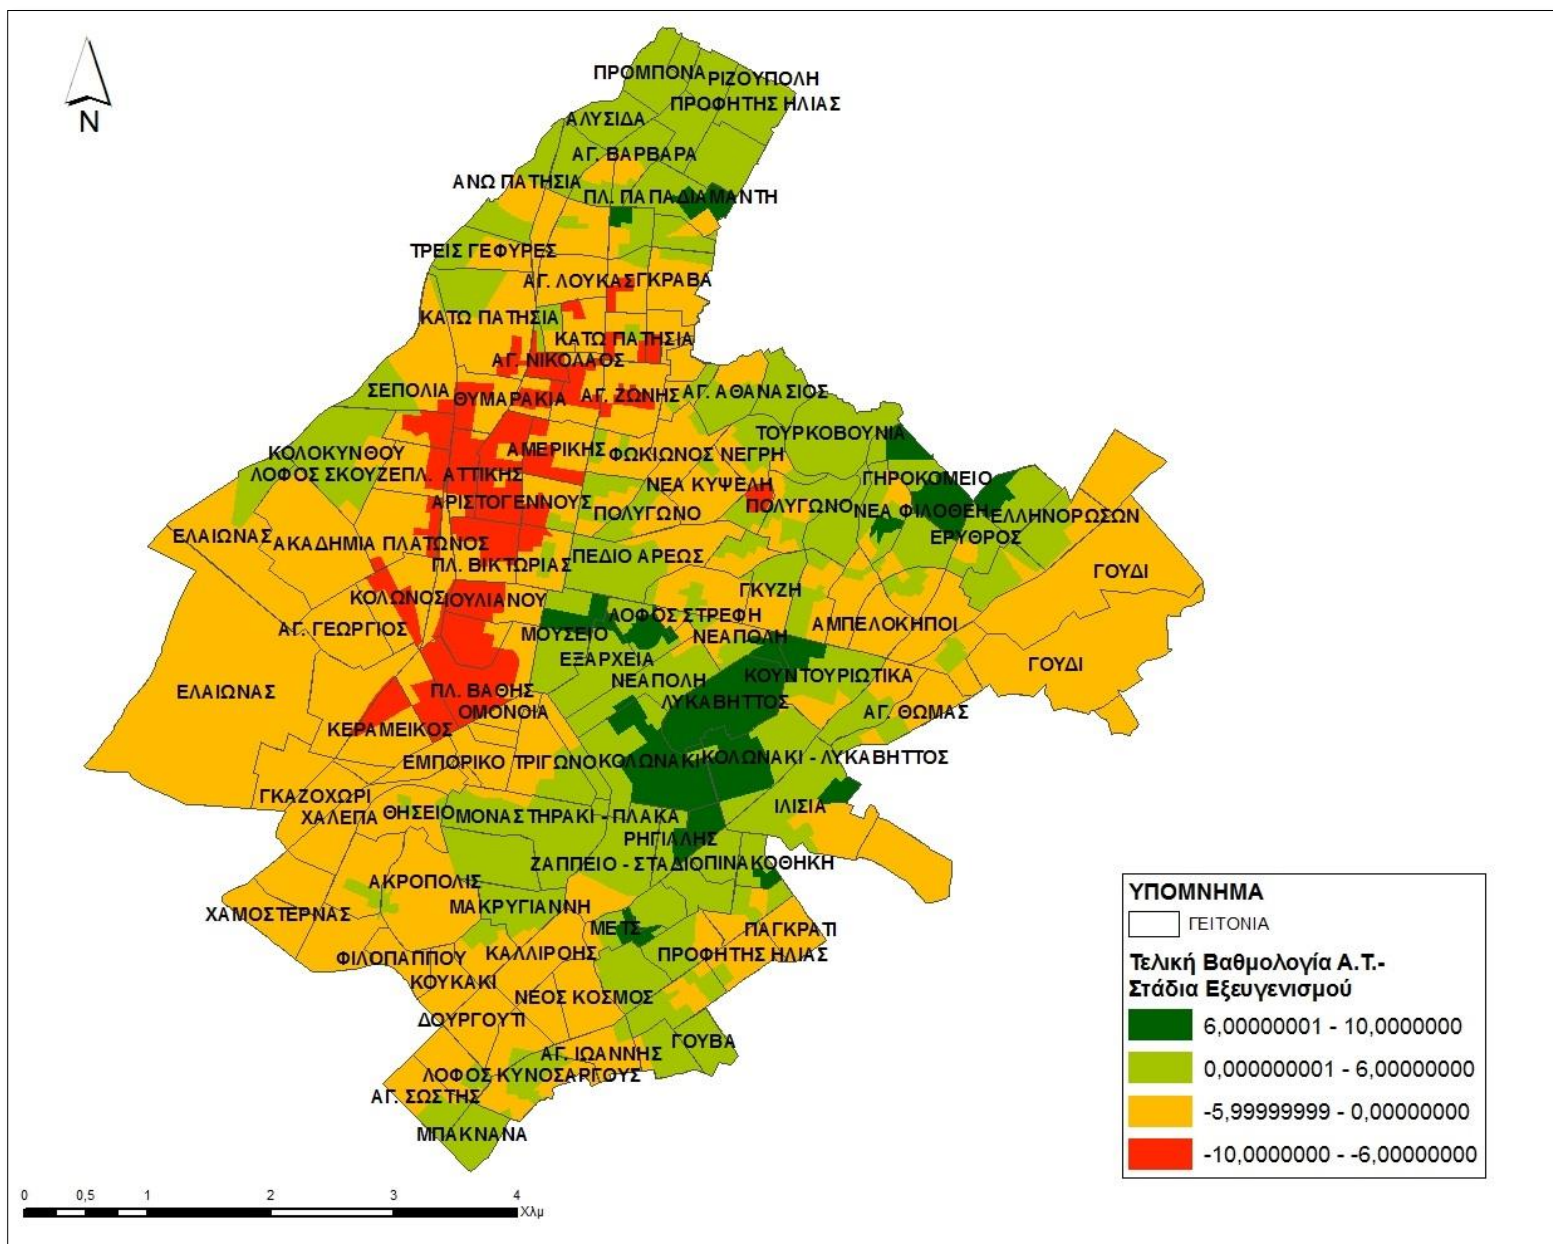 N
ΠΡΟΜΠΟΝΑ
ΡΙΖΟΥΠΟΛΗ
ΠΡΟΦΗΤΗΣ ΗΛΙΑΣ
ΑΛΥΣΙΔΑ
ΑΓ. ΒΑΡΒΑΡΑ
ΑΝΩ ΠΑΤΗΣΙΑ
ΠΛ. ΠΑΠΑΔΙΑΜΑΝΤΗ
ΤΡΕΙΣ ΓΕΦΥΡΕΣ
ΑΓ. ΛΟΥΚΑΣ
ΓΚΡΑΒΑ
ΚΑΤΩ ΠΑΤΗΣΙΑ
ΚΑΤΩ ΠΑΤΗΣΙΑ
ΑΓ. ΝΙΚΟΛΑΟΣ
ΣΕΠΟΛΙΑ
ΘΥΜΑΡΑΚΙΑ
ΑΓ. ΖΩΝΗΣ
ΑΓ. ΑΘΑΝΑΣΙΟΣ
ΤΟΥΡΚΟΒΟΥΝΙΑ
ΚΟΛΟΚΥΝΘΟΥ
ΑΜΕΡΙΚΗΣ
ΦΩΚΙΩΝΟΣ ΝΕΓΡΗ
ΛΟΦΟΣ ΣΚΟΥΖΕ
ΠΛ. ΑΤΤΙΚΗΣ
ΝΕΑ ΚΥΨΕΛΗ
ΓΗΡΟΚΟΜΕΙΟ
ΑΡΙΣΤΟΓΕΝΝΟΥΣ
ΠΟΛΥΓΩΝΟ
ΠΟΛΥΓΩΝΟ
ΝΕΑ ΦΙΛΟΘΕΗ
ΕΛΛΗΝΟΡΩΣΩΝ
ΕΛΑΙΩΝΑΣ
ΑΚΑΔΗΜΙΑ ΠΛΑΤΩΝΟΣ
ΕΡΥΘΡΟΣ
ΠΛ. ΒΙΚΤΩΡΙΑΣ
ΠΕΔΙΟ ΑΡΕΩΣ
ΓΟΥΔΙ
ΚΟΛΩΝΟΣ
ΙΟΥΛΙΑΝΟΥ
ΓΚΥΖΗ
ΛΟΦΟΣ ΣΤΡΕΦΗ
ΑΓ. ΓΕΩΡΓΙΟΣ
ΜΟΥΣΕΙΟ
ΝΕΑΠΟΛΗ
ΑΜΠΕΛΟΚΗΠΟΙ
ΕΞΑΡΧΕΙΑ
ΓΟΥΔΙ
ΝΕΑΠΟΛΗ
ΚΟΥΝΤΟΥΡΙΩΤΙΚΑ
ΕΛΑΙΩΝΑΣ
ΠΛ. ΒΑΘΗΣ
ΛΥΚΑΒΗΤΤΟΣ
ΟΜΟΝΟΙΑ
ΑΓ. ΘΩΜΑΣ
ΚΕΡΑΜΕΙΚΟΣ
ΕΜΠΟΡΙΚΟ ΤΡΙΓΩΝΟ
ΚΟΛΩΝΑΚΙ
ΚΟΛΩΝΑΚΙ - ΛΥΚΑΒΗΤΤΟΣ
ΓΚΑΖΟΧΩΡΙ
ΧΑΛΕΠΑ
ΘΗΣΕΙΟ
ΜΟΝΑΣΤΗΡΑΚΙ - ΠΛΑΚΑ
ΙΛΙΣΙΑ
ΡΗΓΙΛΛΗΣ
ΖΑΠΠΕΙΟ - ΣΤΑΔΙΟ
ΠΙΝΑΚΟΘΗΚΗ
ΑΚΡΟΠΟΛΙΣ
ΧΑΜΟΣΤΕΡΝΑΣ
ΜΑΚΡΥΓΙΑΝΝΗ
ΜΕΤΣ
ΠΑΓΚΡΑΤΙ
ΦΙΛΟΠΑΠΠΟΥ
ΚΑΛΛΙΡΟΗΣ
ΠΡΟΦΗΤΗΣ ΗΛΙΑΣ
ΚΟΥΚΑΚΙ
ΝΕΟΣ ΚΟΣΜΟΣ
ΔΟΥΡΓΟΥΤΙ
ΓΟΥΒΑ
ΑΓ. ΙΩΑΝΝΗΣ
ΛΟΦΟΣ ΚΥΝΟΣΑΡΓΟΥΣ
ΑΓ. ΣΩΣΤΗΣ
ΜΠΑΚΝΑΝΑ
ΥΠΟΜΝΗΜΑ
ΓΕΙΤΟΝΙΑ
Τελική Βαθμολογία Α.Τ.-
Στάδια Εξευγενισμού
6,00000001 - 10,0000000
0,000000001 - 6,00000000
-5,99999999 - 0,00000000
-10,0000000 - -6,00000000
0 0,5 1 2 3 4
Χλμ